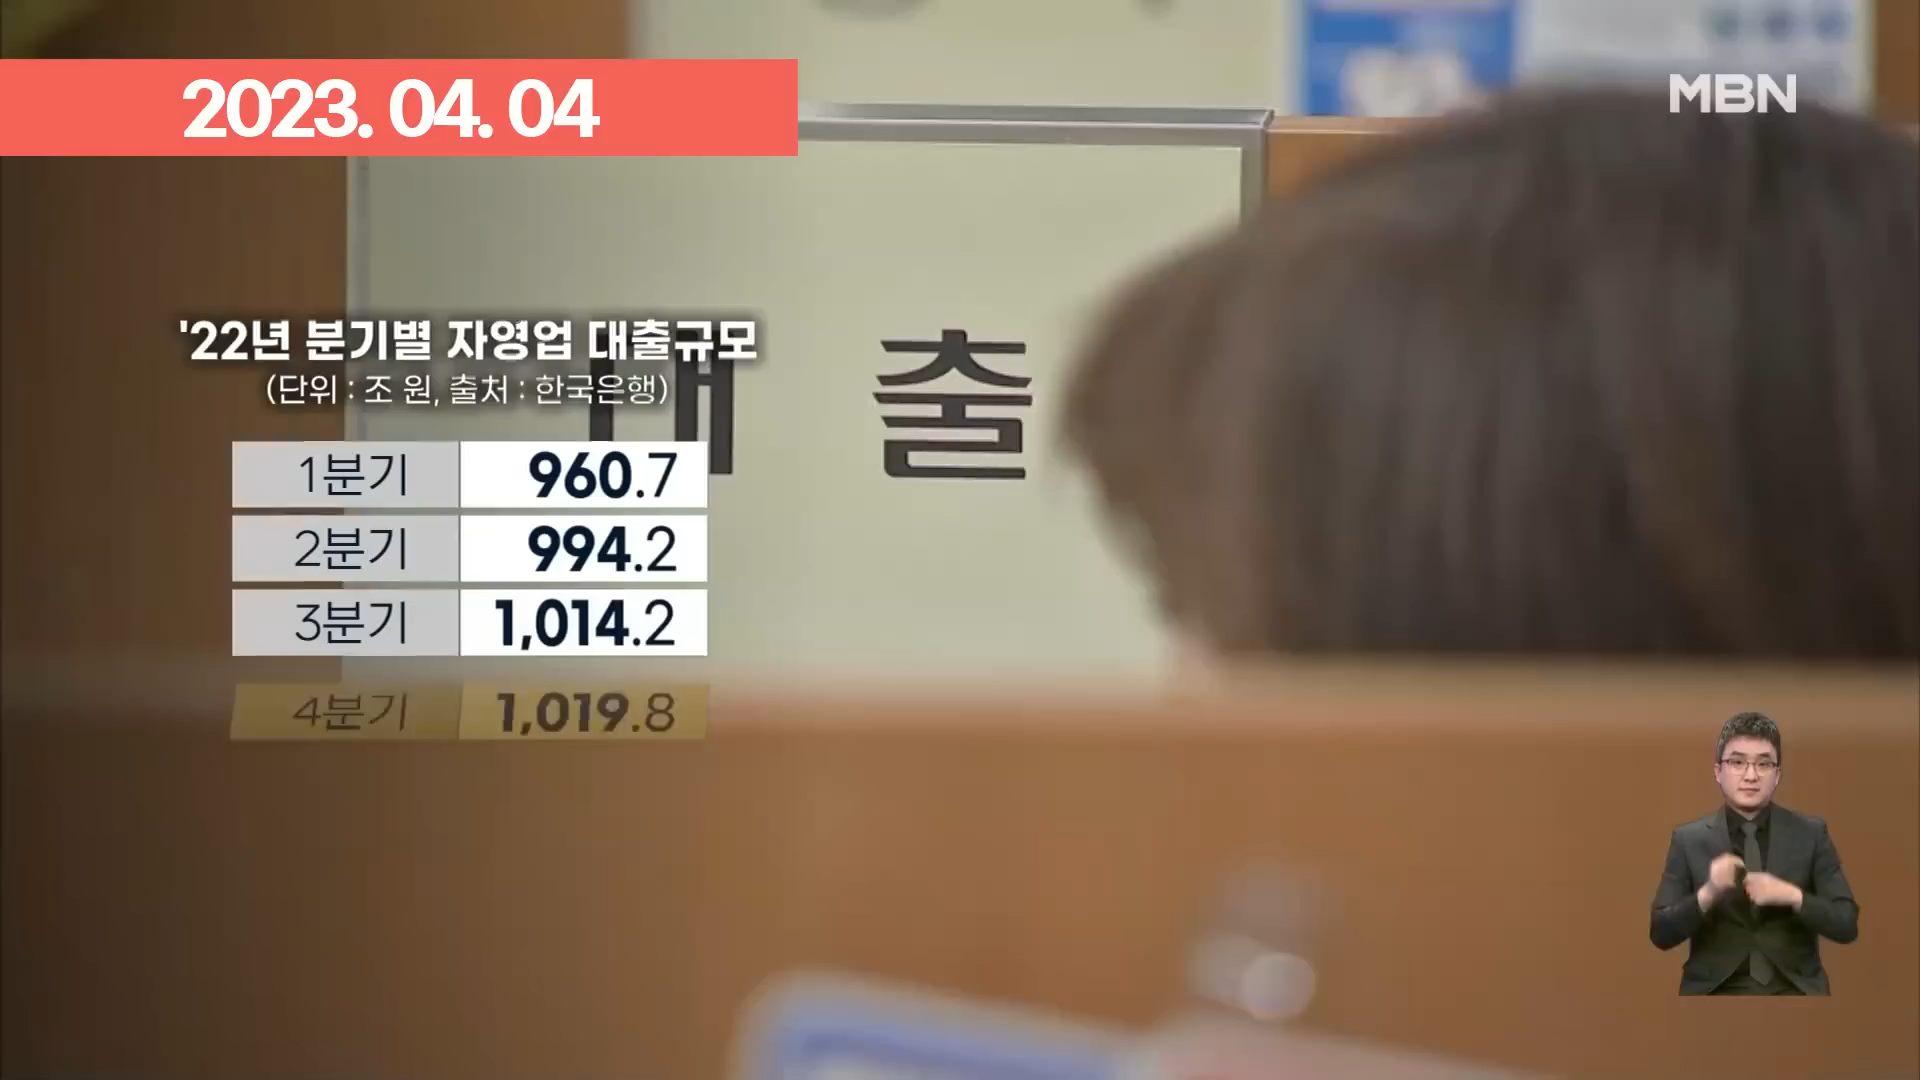 2023. 04. 04
MBN
'22년 분기별 자영업 대출규모
(단위 : 조 원, 출처 : 한국은행)
대 출
1분기 960.7
2분기 994.2
3분기 1,014.2
4분기 1,019.8